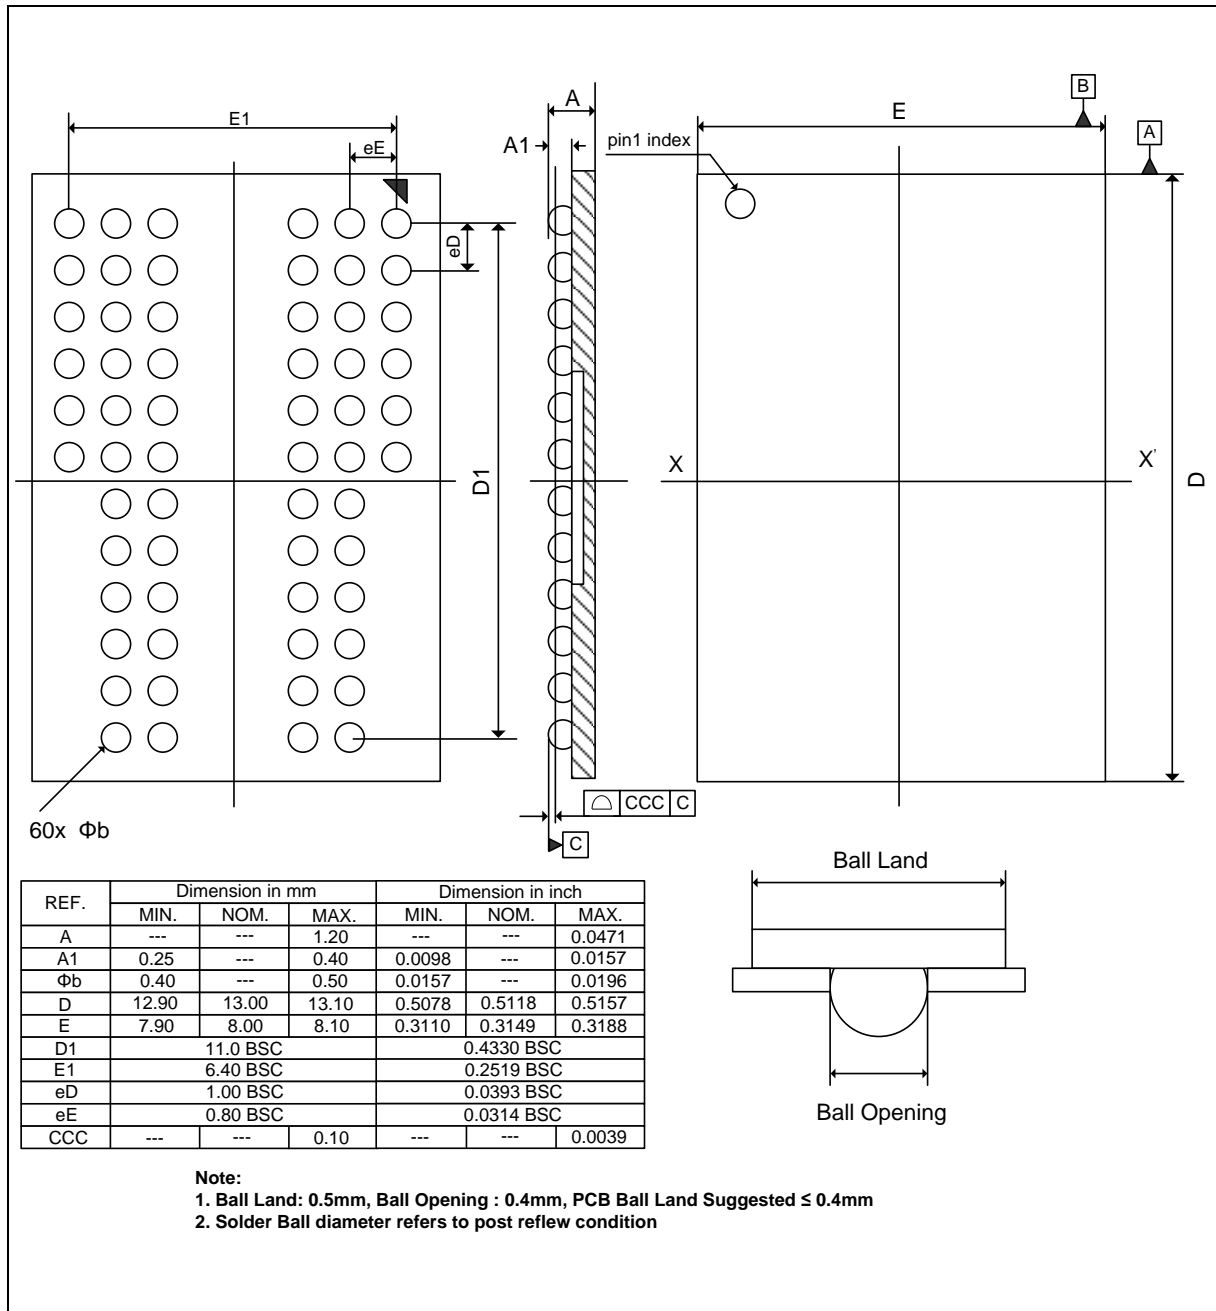 E1
eE
eD
D1
60x Φb
A
A1
CCC C
C
pin1 index
E
B
A
X
X'
D
Ball Land
Ball Opening
REF. Dimension in mm Dimension in inch
MIN. NOM. MAX. MIN. NOM. MAX.
A --- --- 1.20 --- --- 0.0471
A1 0.25 --- 0.40 0.0098 --- 0.0157
Φb 0.40 --- 0.50 0.0157 --- 0.0196
D 12.90 13.00 13.10 0.5078 0.5118 0.5157
E 7.90 8.00 8.10 0.3110 0.3149 0.3188
D1 11.0 BSC 0.4330 BSC
E1 6.40 BSC 0.2519 BSC
eD 1.00 BSC 0.0393 BSC
eE 0.80 BSC 0.0314 BSC
CCC --- --- 0.10 --- --- 0.0039
Note:
1. Ball Land: 0.5mm, Ball Opening : 0.4mm, PCB Ball Land Suggested ≤ 0.4mm
2. Solder Ball diameter refers to post reflew condition